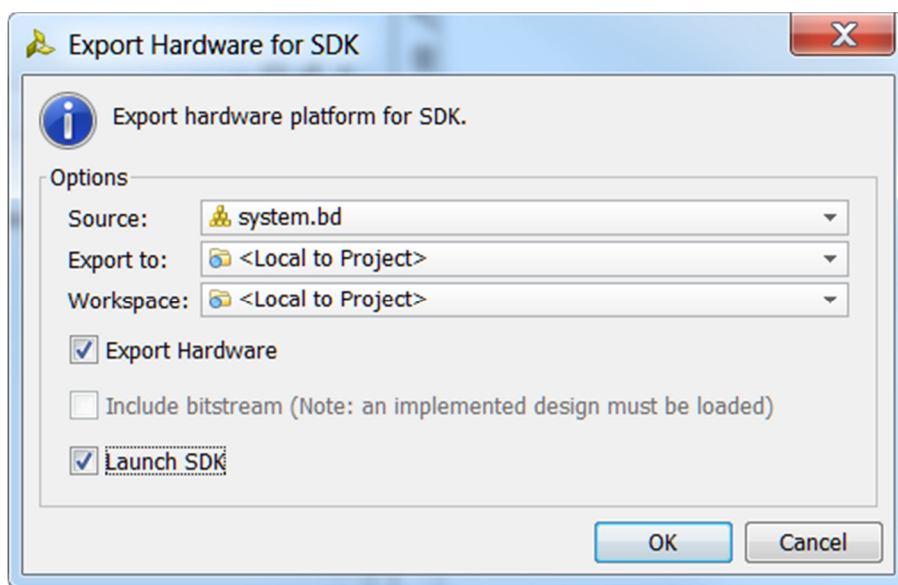 Export Hardware for SDK
Export hardware platform for SDK.
Options
Source: system.bd
Export to: <Local to Project>
Workspace: <Local to Project>
Export Hardware
Include bitstream (Note: an implemented design must be loaded)
Launch SDK
OK Cancel